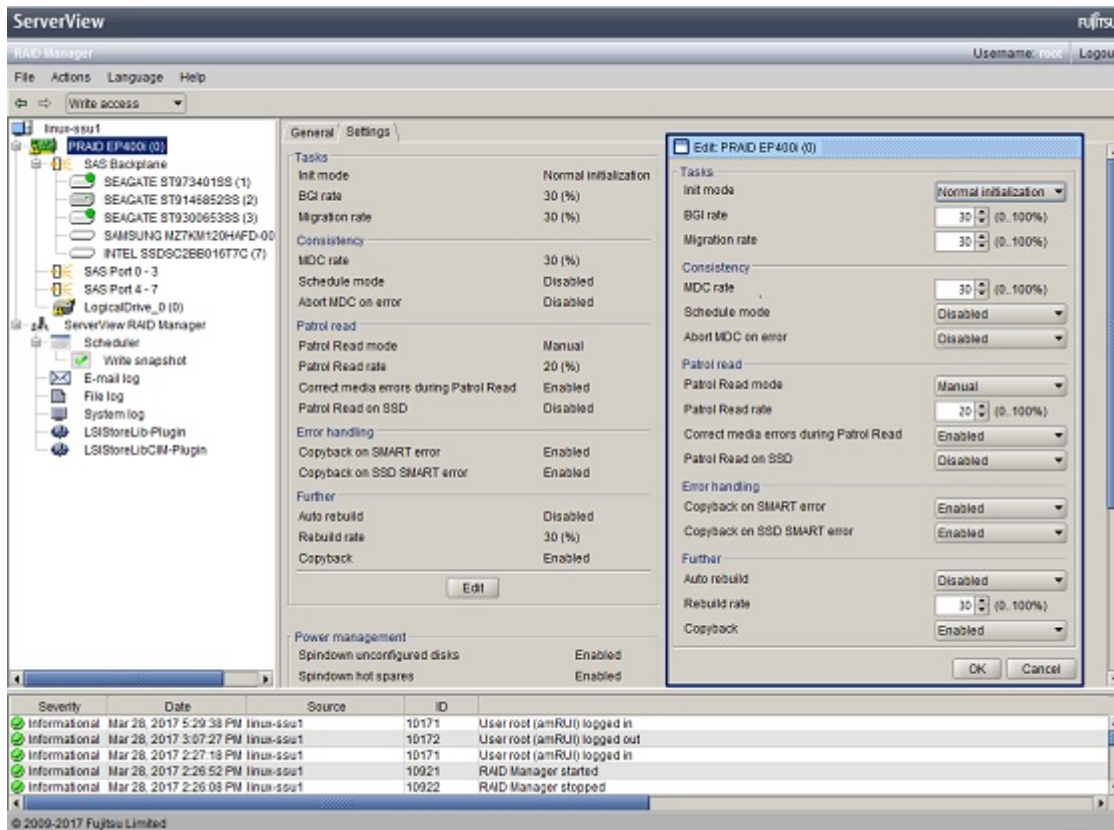 ServerView
FUJITSU
RAID Manager
Username: root Logou
File Actions Language Help
Write access
linux-ssu1
PRAID EP400i (0)
SAS Backplane
SEAGATE ST973401SS (1)
SEAGATE ST9146852SS (2)
SEAGATE ST9300653SS (3)
SAMSUNG MZ7KM120HAFD-00
INTEL SSDSC2BB016T7C (7)
SAS Port 0 - 3
SAS Port 4 - 7
LogicalDrive_0 (0)
ServerView RAID Manager
Scheduler
Write snapshot
E-mail log
File log
System log
LSIStoreLib-Plugin
LSIStoreLibCIM-Plugin
General Settings
Tasks
Init mode Normal initialization
BGI rate 30 (%)
Migration rate 30 (%)
Consistency
MDC rate 30 (%)
Schedule mode Disabled
Abort MDC on error Disabled
Patrol read
Patrol Read mode Manual
Patrol Read rate 20 (%)
Correct media errors during Patrol Read Enabled
Patrol Read on SSD Disabled
Error handling
Copyback on SMART error Enabled
Copyback on SSD SMART error Enabled
Further
Auto rebuild Disabled
Rebuild rate 30 (%)
Copyback Enabled
Edit
Power management
Spindown unconfigured disks Enabled
Spindown hot spares Enabled
Edit: PRAID EP400i (0)
Tasks
Init mode Normal initialization
BGI rate 30 (0..100%)
Migration rate 30 (0..100%)
Consistency
MDC rate 30 (0..100%)
Schedule mode Disabled
Abort MDC on error Disabled
Patrol read
Patrol Read mode Manual
Patrol Read rate 20 (0..100%)
Correct media errors during Patrol Read Enabled
Patrol Read on SSD Disabled
Error handling
Copyback on SMART error Enabled
Copyback on SSD SMART error Enabled
Further
Auto rebuild Disabled
Rebuild rate 30 (0..100%)
Copyback Enabled
OK Cancel
Severity Date Source ID
Informational Mar 28, 2017 5:29:38 PM linux-ssu1 10171 User root (amRUI) logged in
Informational Mar 28, 2017 3:07:27 PM linux-ssu1 10172 User root (amRUI) logged out
Informational Mar 28, 2017 2:27:18 PM linux-ssu1 10171 User root (amRUI) logged in
Informational Mar 28, 2017 2:26:52 PM linux-ssu1 10921 RAID Manager started
Informational Mar 28, 2017 2:26:08 PM linux-ssu1 10922 RAID Manager stopped
© 2009-2017 Fujitsu Limited